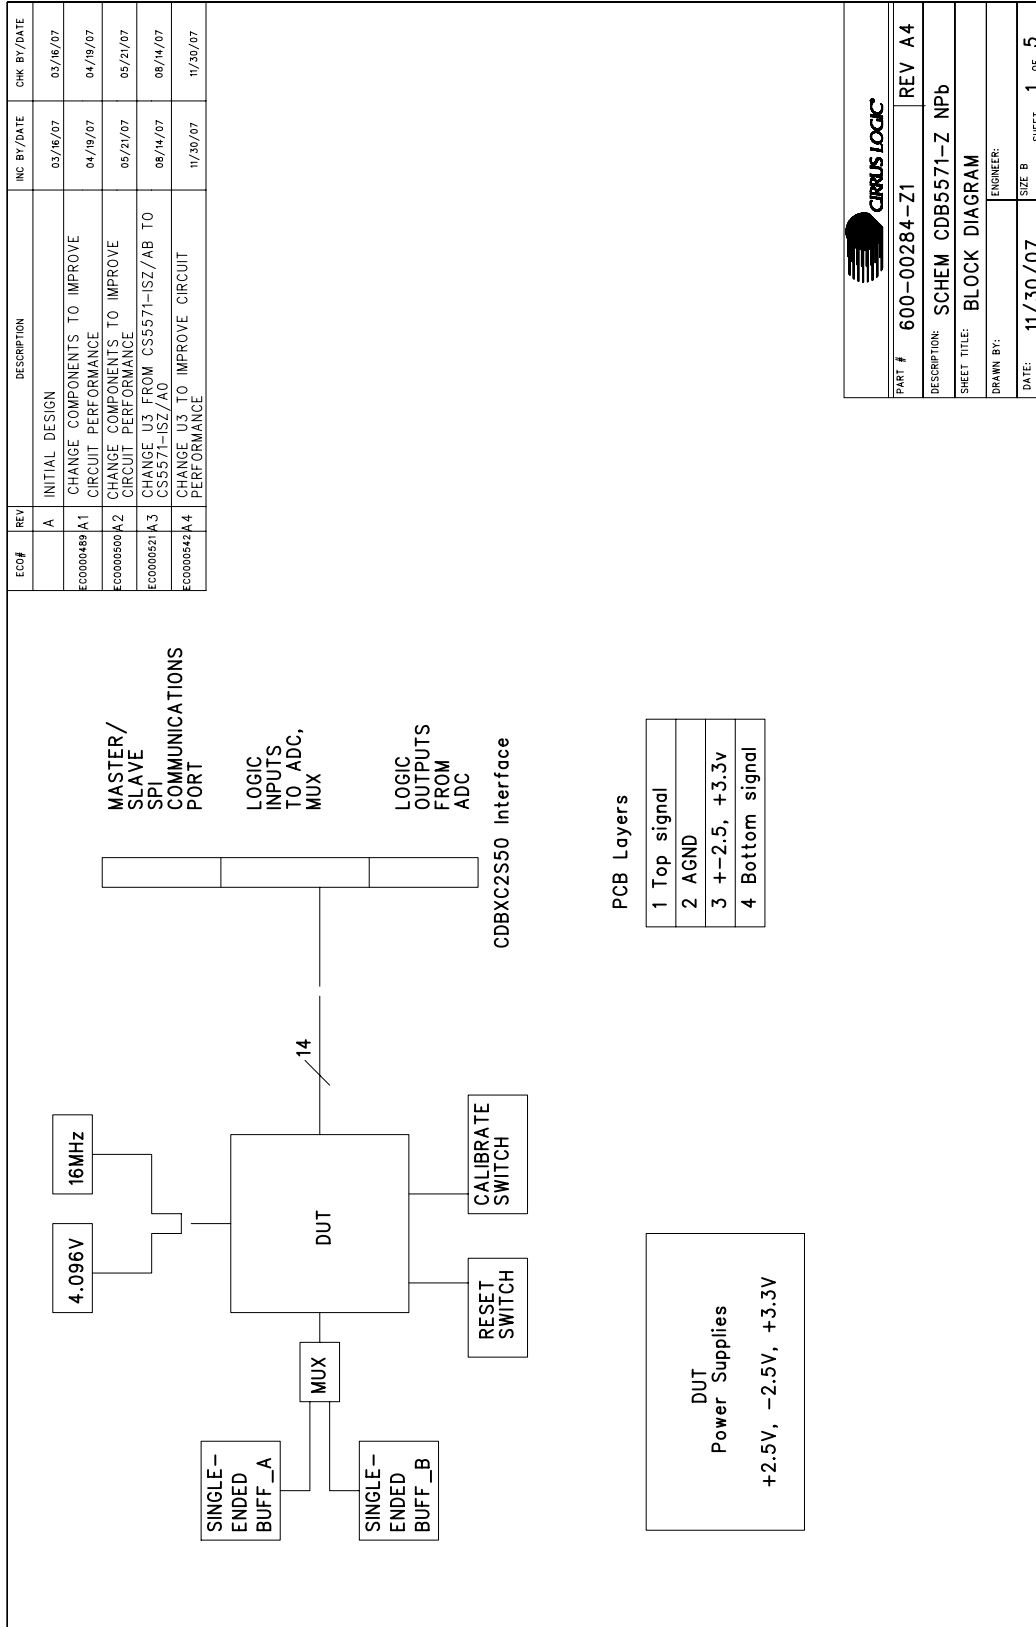 ECO#	REV	DESCRIPTION	INC BY/DATE	CHK BY/DATE
A	INITIAL DESIGN	03/16/07	03/16/07
ECO000489	A1	CHANGE COMPONENTS TO IMPROVE
CIRCUIT PERFORMANCE	04/19/07	04/19/07
ECO000500	A2	CHANGE COMPONENTS TO IMPROVE
CIRCUIT PERFORMANCE	05/21/07	05/21/07
ECO000521	A3	CHANGE U3 FROM CS5571-ISZ/AB TO
CS5571-ISZ/A0	08/14/07	08/14/07
ECO000542	A4	CHANGE U3 TO IMPROVE CIRCUIT
PERFORMANCE	11/30/07	11/30/07
4.096V
16MHz
MASTER/
SLAVE
SPI
COMMUNICATIONS
PORT
LOGIC
INPUTS
TO ADC,
MUX
LOGIC
OUTPUTS
FROM
ADC
CDBXC2S50 Interface
14
DUT
MUX
SINGLE-
ENDED
BUFF_A
SINGLE-
ENDED
BUFF_B
RESET
SWITCH
CALIBRATE
SWITCH
PCB Layers
1 Top signal
2 AGND
3 +-2.5, +3.3v
4 Bottom signal
DUT
Power Supplies
+2.5V, -2.5V, +3.3V
CIRRUS LOGIC®
PART # 600-00284-Z1	REV A4
DESCRIPTION: SCHEM CDB5571-Z NPb
SHEET TITLE: BLOCK DIAGRAM
DRAWN BY:	ENGINEER:
DATE: 11/30/07	SIZE B	SHEET 1 OF 5